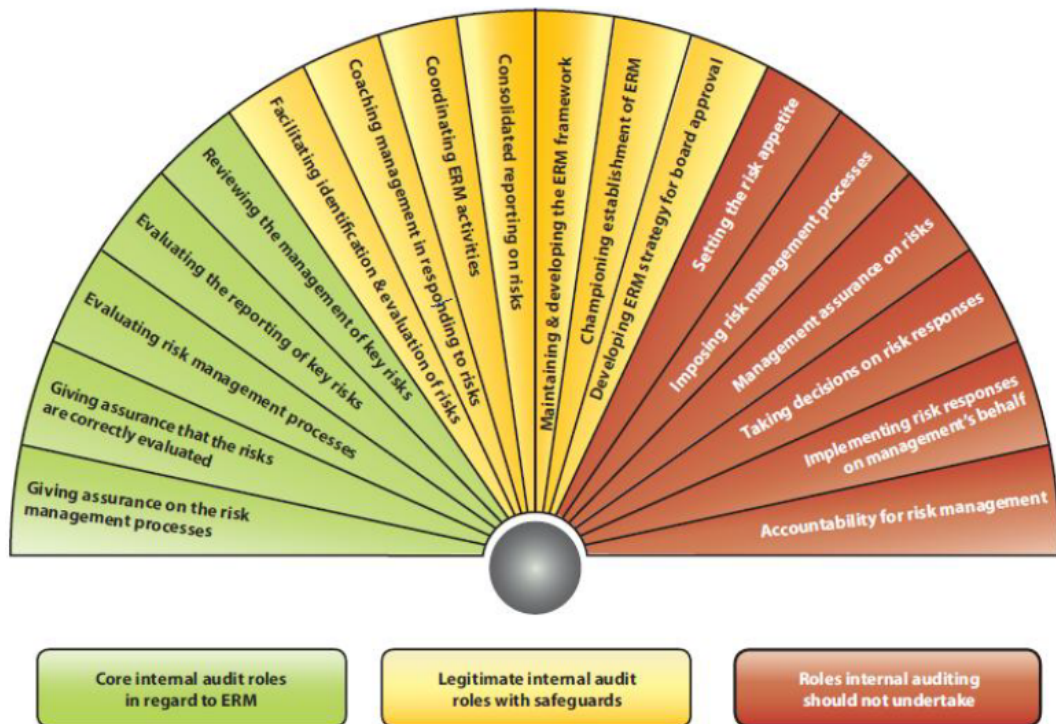 Giving assurance on the risk
management processes
Giving assurance that the risks
are correctly evaluated
Evaluating risk management processes
Evaluating the reporting of key risks
Reviewing the management of key risks
Facilitating identification & evaluation of risks
Coaching management in responding to risks
Coordinating ERM activities
Consolidated reporting on risks
Maintaining & developing the ERM framework
Championing establishment of ERM
Developing ERM strategy for board approval
Setting the risk appetite
Imposing risk management processes
Management assurance on risks
Taking decisions on risk responses
Implementing risk responses
on management's behalf
Accountability for risk management
Core internal audit roles
in regard to ERM
Legitimate internal audit
roles with safeguards
Roles internal auditing
should not undertake